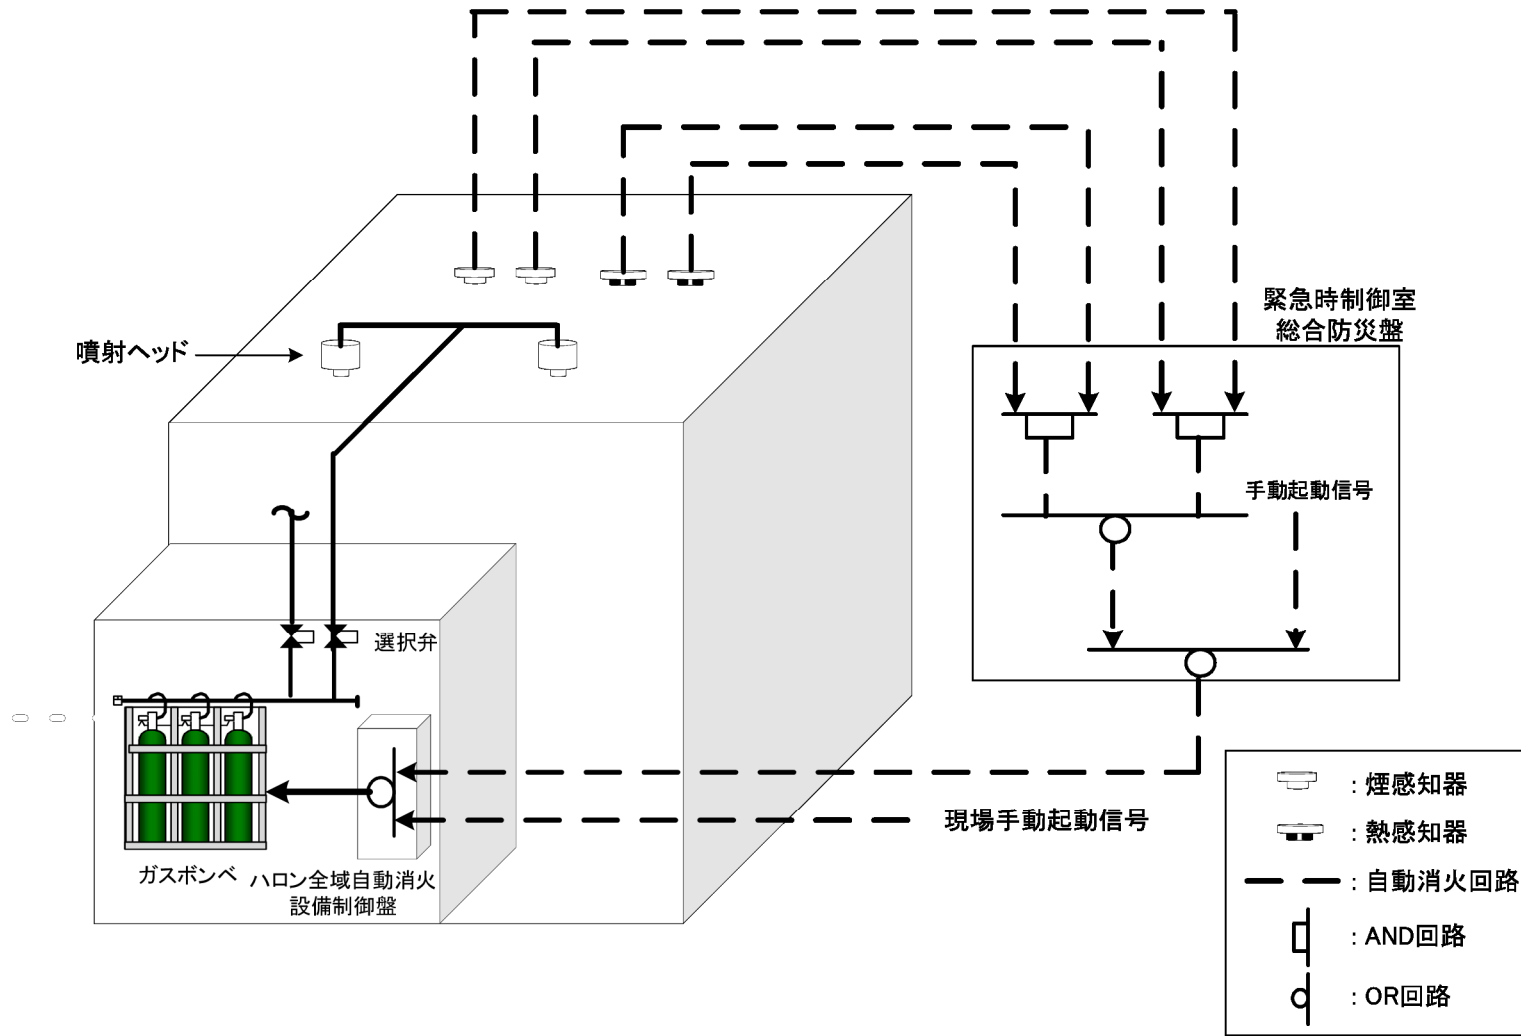 緊急時制御室
総合防災盤
噴射ヘッド
手動起動信号
選択弁
現場手動起動信号
ガスボンベ
ハロン全域自動消火
設備制御盤
：煙感知器
：熱感知器
：自動消火回路
：AND回路
：OR回路